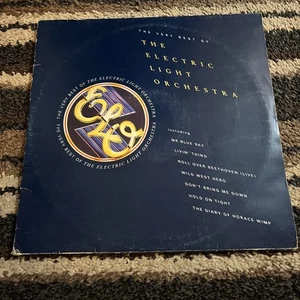 THE VERY BEST OF
THE
ELECTRIC
LIGHT
ORCHESTRA
THE VERY BEST OF THE ELECTRIC LIGHT ORCHESTRA
THE VERY BEST OF THE ELECTRIC LIGHT ORCHESTRA
ELO
including
MR BLUE SKY
LIVIN' THING
ROLL OVER BEETHOVEN (LIVE)
WILD WEST HERO
DON'T BRING ME DOWN
HOLD ON TIGHT
THE DIARY OF HORACE WIMP